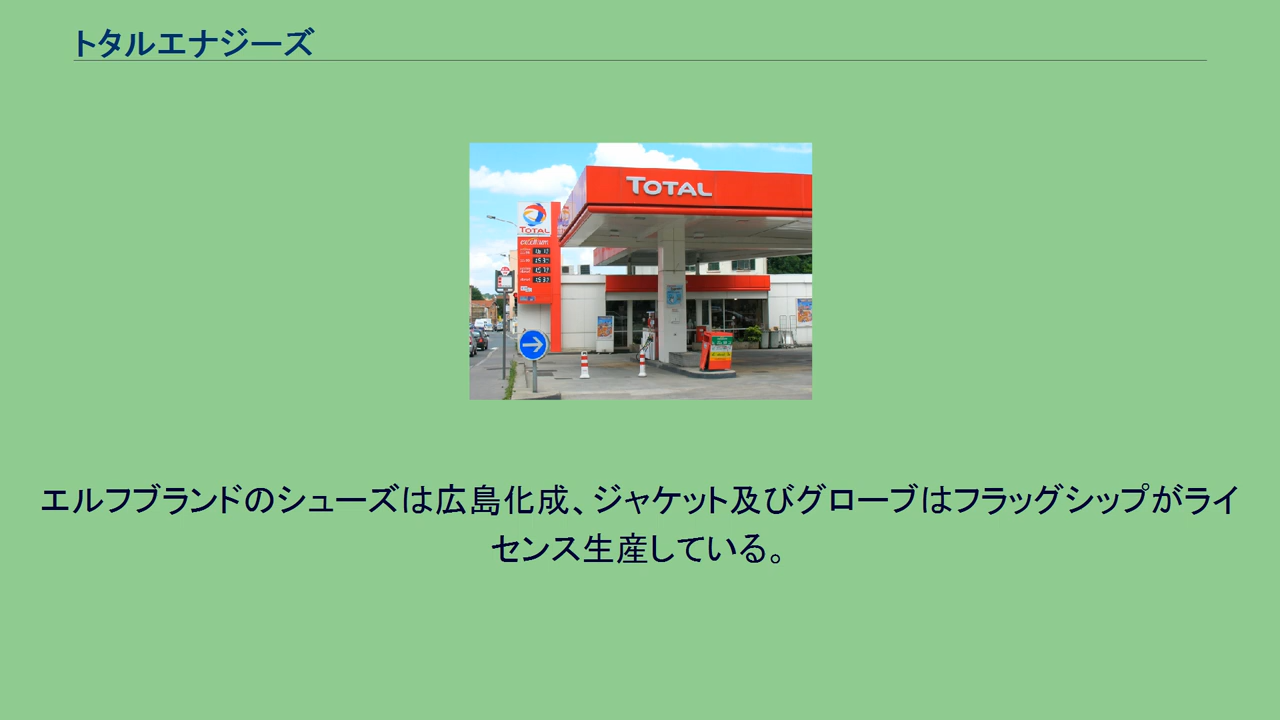 トタルエナジーズ
TOTAL
TOTAL
エルフブランドのシューズは広島化成、ジャケット及びグローブはフラッグシップがライ
センス生産している。